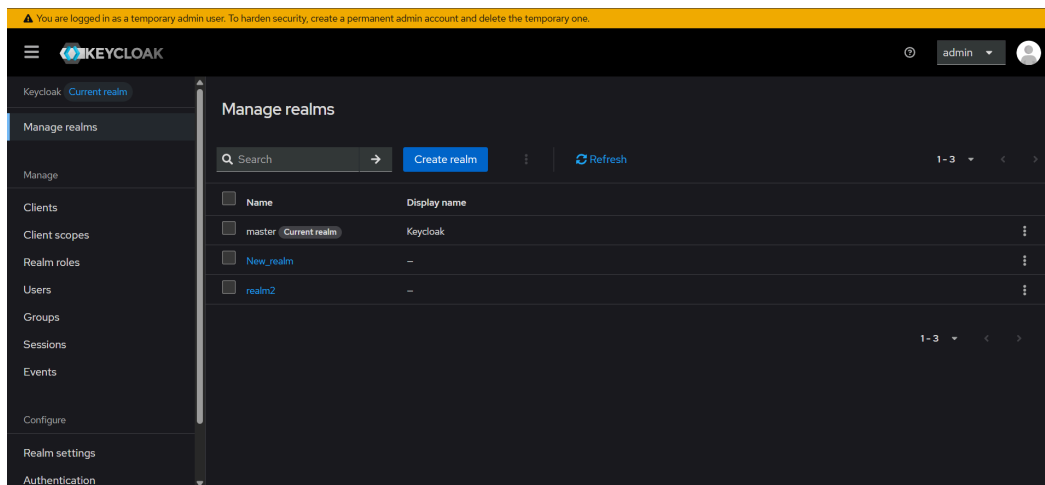 You are logged in as a temporary admin user. To harden security, create a permanent admin account and delete the temporary one.
KEYCLOAK
admin
Keycloak Current realm
Manage realms
Manage
Clients
Client scopes
Realm roles
Users
Groups
Sessions
Events
Configure
Realm settings
Authentication
Manage realms
Search
Create realm
Refresh
1-3
Name Display name
master Current realm Keycloak
New_realm –
realm2 –
1-3